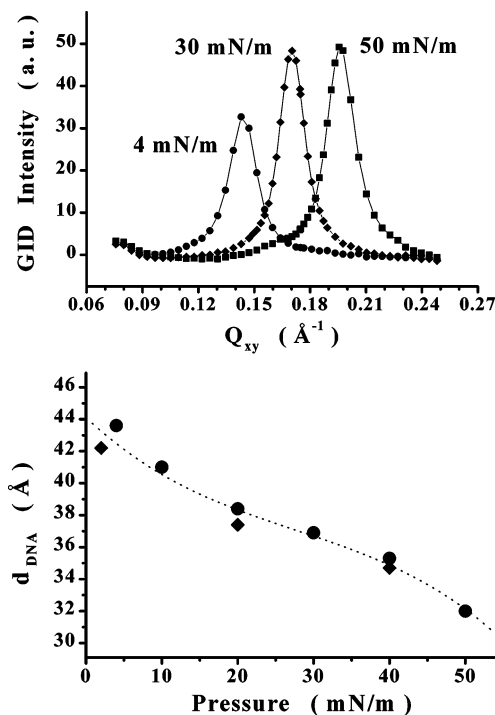 50
40
30
20
10
0
GID Intensity ( a. u. )
4 mN/m
30 mN/m
50 mN/m
0.06 0.09 0.12 0.15 0.18 0.21 0.24 0.27
Qxy ( Å-1 )
46
44
42
40
38
36
34
32
30
dDNA ( Å )
0 10 20 30 40 50
Pressure ( mN/m )